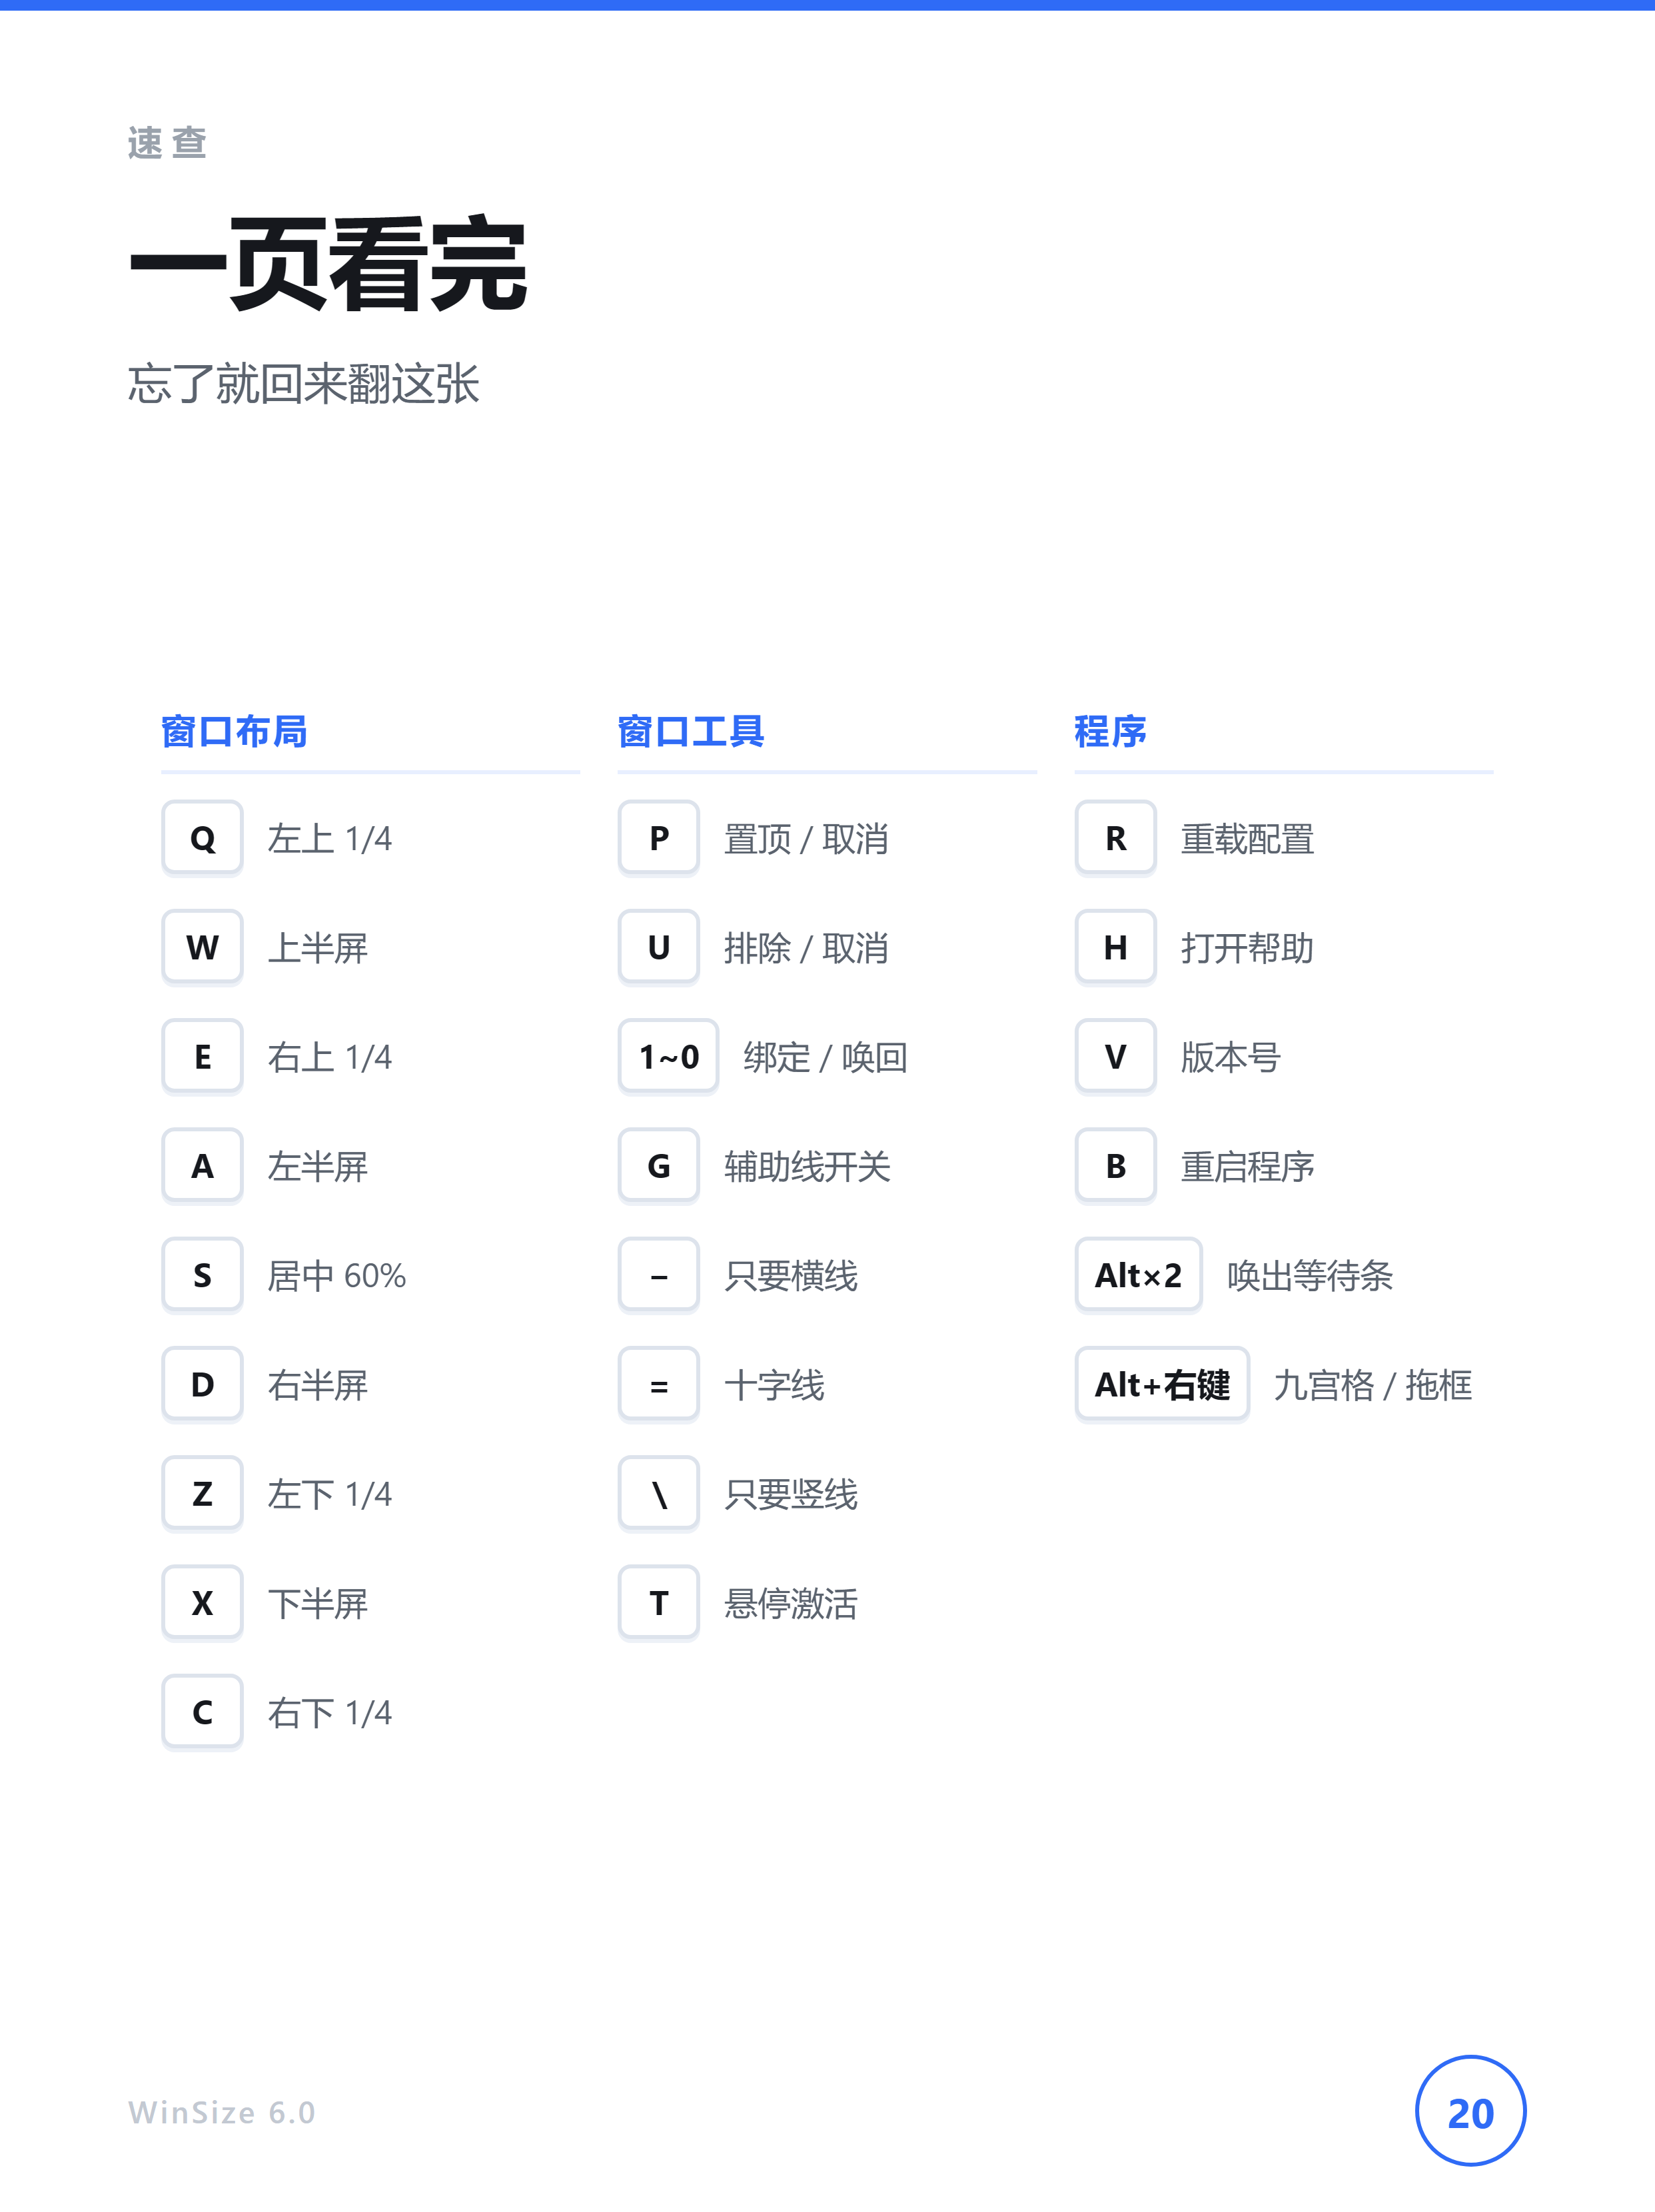 速查
一页看完
忘了就回来翻这张
窗口布局
Q 左上 1/4
W 上半屏
E 右上 1/4
A 左半屏
S 居中 60%
D 右半屏
Z 左下 1/4
X 下半屏
C 右下 1/4
窗口工具
P 置顶 / 取消
U 排除 / 取消
1~0 绑定 / 唤回
G 辅助线开关
− 只要横线
= 十字线
\ 只要竖线
T 悬停激活
程序
R 重载配置
H 打开帮助
V 版本号
B 重启程序
Alt×2 唤出等待条
Alt+右键 九宫格 / 拖框
WinSize 6.0
20